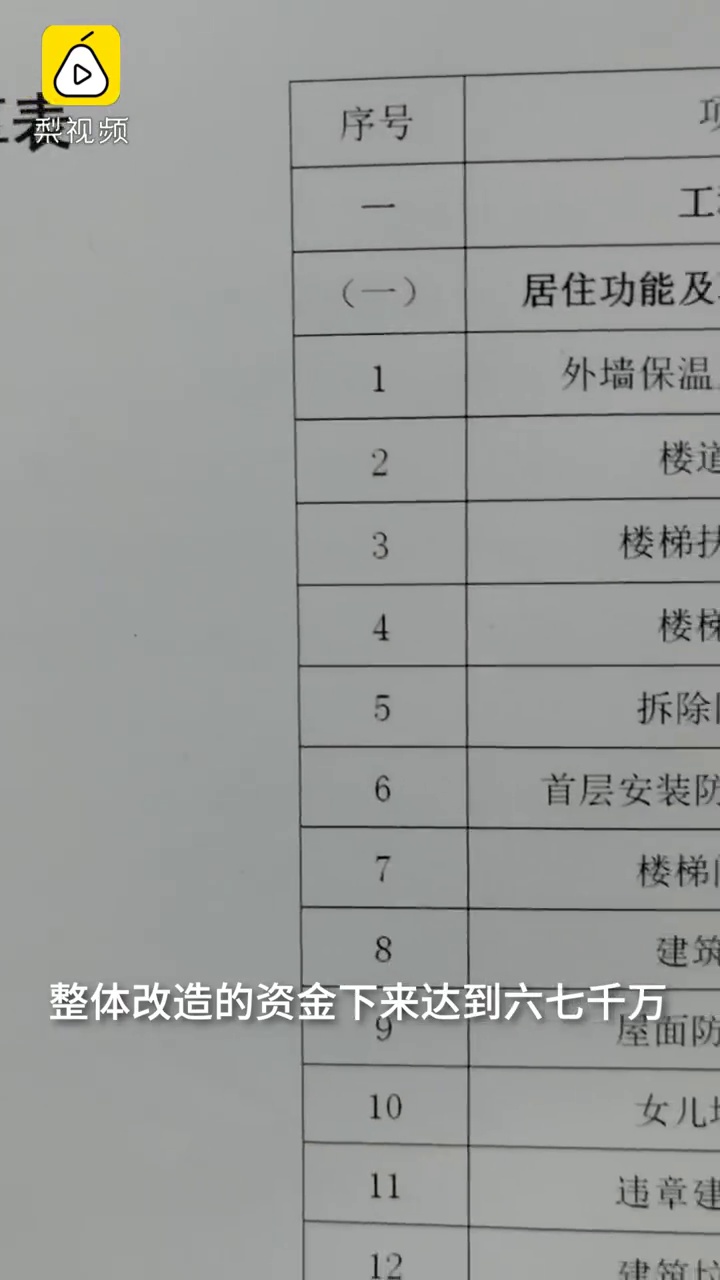 梨视频
表
序号
一
工
（一）
居住功能及
1
外墙保温
2
楼道
3
楼梯扶
4
楼梯
5
拆除
6
首层安装防
7
楼梯
8
建筑
整体改造的资金下来达到六七千万
9
屋面防
10
女儿
11
违章建
12
建筑垃